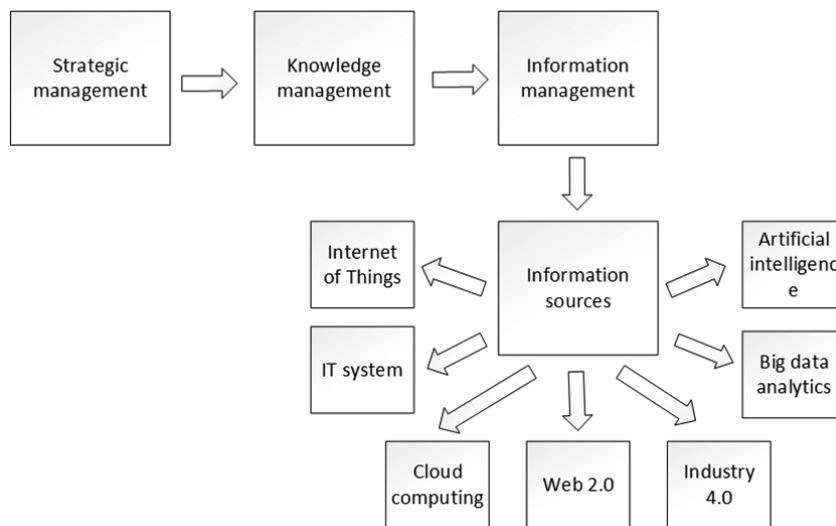 Strategic
management
Knowledge
management
Information
management
Internet
of Things
Information
sources
Artificial
intelligenc
e
IT system
Big data
analytics
Cloud
computing
Web 2.0
Industry
4.0